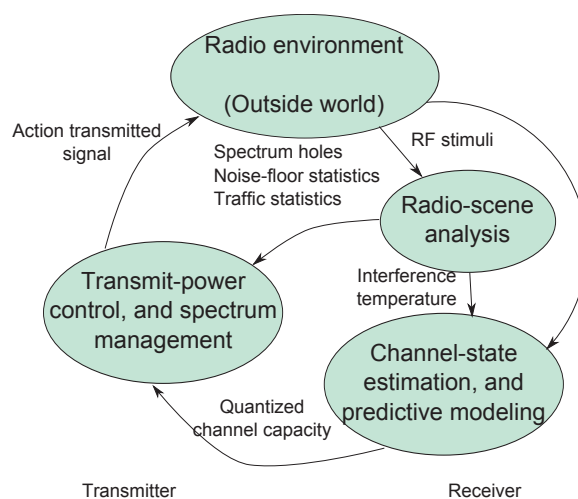 Radio environment
(Outside world)
Action transmitted
signal
RF stimuli
Spectrum holes
Noise-floor statistics
Traffic statistics
Radio-scene
analysis
Transmit-power
control, and spectrum
management
Interference
temperature
Channel-state
estimation, and
predictive modeling
Quantized
channel capacity
Transmitter
Receiver